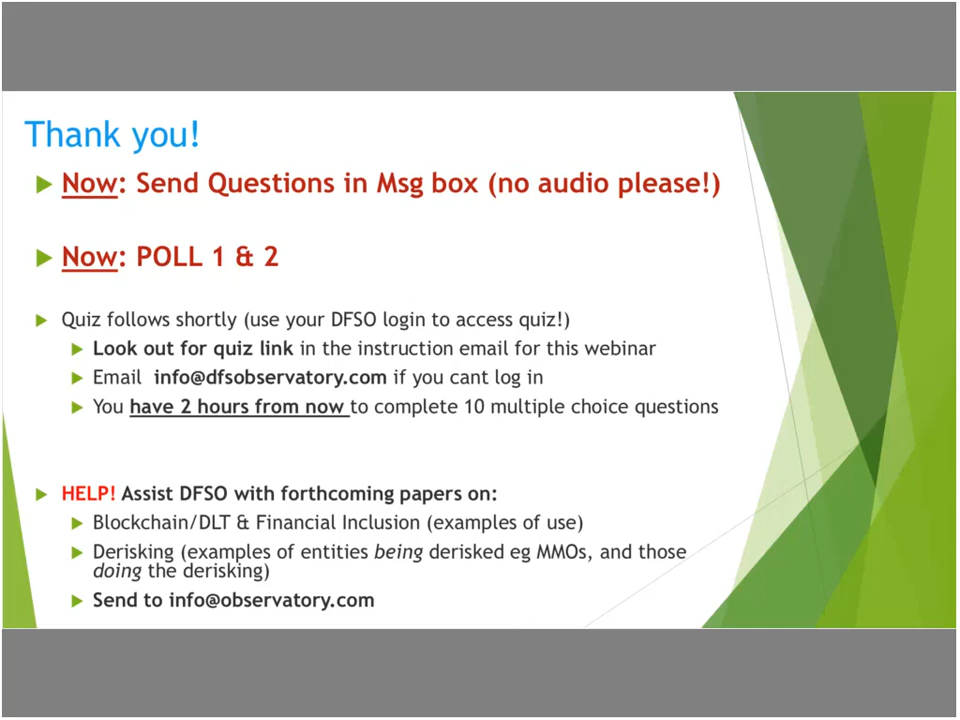 Thank you!
Now: Send Questions in Msg box (no audio please!)
Now: POLL 1 & 2
Quiz follows shortly (use your DFSO login to access quiz!)
Look out for quiz link in the instruction email for this webinar
Email info@dfsobservatory.com if you cant log in
You have 2 hours from now to complete 10 multiple choice questions
HELP! Assist DFSO with forthcoming papers on:
Blockchain/DLT & Financial Inclusion (examples of use)
Derisking (examples of entities being derisked eg MMOs, and those
doing the derisking)
Send to info@observatory.com